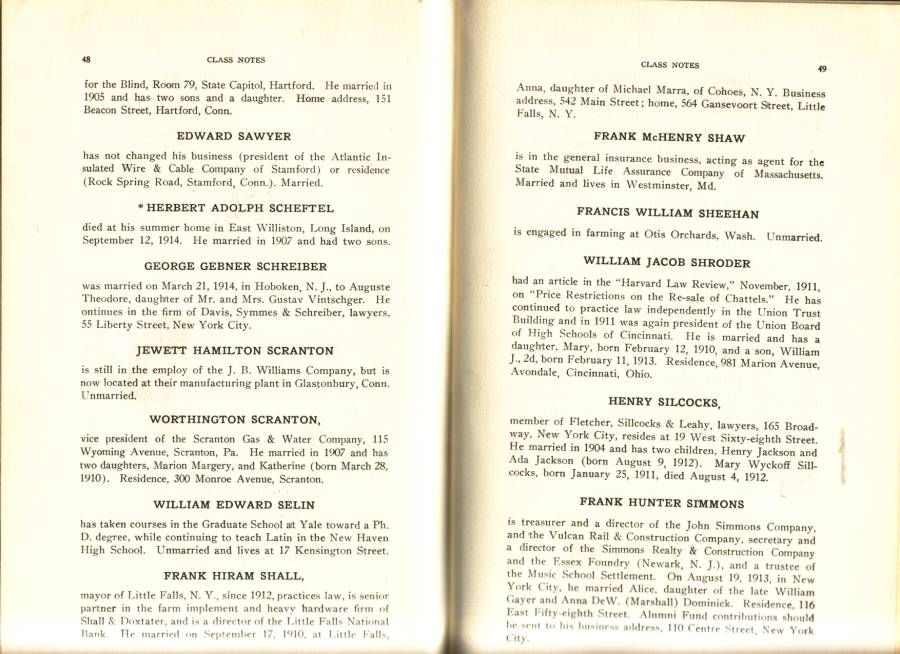 48
CLASS NOTES
for the Blind, Room 79, State Capitol, Hartford. He married in
1905 and has two sons and a daughter. Home address, 151
Beacon Street, Hartford, Conn.
EDWARD SAWYER
has not changed his business (president of the Atlantic In-
sulated Wire & Cable Company of Stamford) or residence
(Rock Spring Road, Stamford, Conn.). Married.
* HERBERT ADOLPH SCHEFTEL
died at his summer home in East Williston, Long Island, on
September 12, 1914. He married in 1907 and had two sons.
GEORGE GEBNER SCHREIBER
was married on March 21, 1914, in Hoboken, N. J., to Auguste
Theodore, daughter of Mr. and Mrs. Gustav Vintschger. He
ontinues in the firm of Davis, Symmes & Schreiber, lawyers,
55 Liberty Street, New York City.
JEWETT HAMILTON SCRANTON
is still in the employ of the J. B. Williams Company, but is
now located at their manufacturing plant in Glastonbury, Conn.
Unmarried.
WORTHINGTON SCRANTON,
vice president of the Scranton Gas & Water Company, 115
Wyoming Avenue, Scranton, Pa. He married in 1907 and has
two daughters, Marion Margery, and Katherine (born March 28,
1910). Residence, 300 Monroe Avenue, Scranton.
WILLIAM EDWARD SELIN
has taken courses in the Graduate School at Yale toward a Ph.
D. degree, while continuing to teach Latin in the New Haven
High School. Unmarried and lives at 17 Kensington Street.
FRANK HIRAM SHALL,
mayor of Little Falls, N. Y., since 1912, practices law, is senior
partner in the farm implement and heavy hardware firm of
Shall & Doxtater, and is a director of the Little Falls National
Bank. He married on September 17, 1910, at Little Falls,
CLASS NOTES
49
Anna, daughter of Michael Marra, of Cohoes, N. Y. Business
address, 542 Main Street; home, 564 Gansevoort Street, Little
Falls, N. Y.
FRANK McHENRY SHAW
is in the general insurance business, acting as agent for the
State Mutual Life Assurance Company of Massachusetts.
Married and lives in Westminster, Md.
FRANCIS WILLIAM SHEEHAN
is engaged in farming at Otis Orchards, Wash. Unmarried.
WILLIAM JACOB SHRODER
had an article in the "Harvard Law Review," November, 1911,
on "Price Restrictions on the Re-sale of Chattels." He has
continued to practice law independently in the Union Trust
Building and in 1911 was again president of the Union Board
of High Schools of Cincinnati. He is married and has a
daughter, Mary, born February 12, 1910, and a son, William
J., 2d, born February 11, 1913. Residence, 981 Marion Avenue,
Avondale, Cincinnati, Ohio.
HENRY SILCOCKS,
member of Fletcher, Sillcocks & Leahy, lawyers, 165 Broad-
way, New York City, resides at 19 West Sixty-eighth Street.
He married in 1904 and has two children, Henry Jackson and
Ada Jackson (born August 9, 1912). Mary Wyckoff Sill-
cocks, born January 25, 1911, died August 4, 1912.
FRANK HUNTER SIMMONS
is treasurer and a director of the John Simmons Company,
and the Vulcan Rail & Construction Company, secretary and
a director of the Simmons Realty & Construction Company
and the Essex Foundry (Newark, N. J.), and a trustee of
the Music School Settlement. On August 19, 1913, in New
York City, he married Alice, daughter of the late William
Gayer and Anna DeW. (Marshall) Dominick. Residence, 116
East Fifty-eighth Street. Alumni Fund contributions should
be sent to his business address, 110 Centre Street, New York
City.